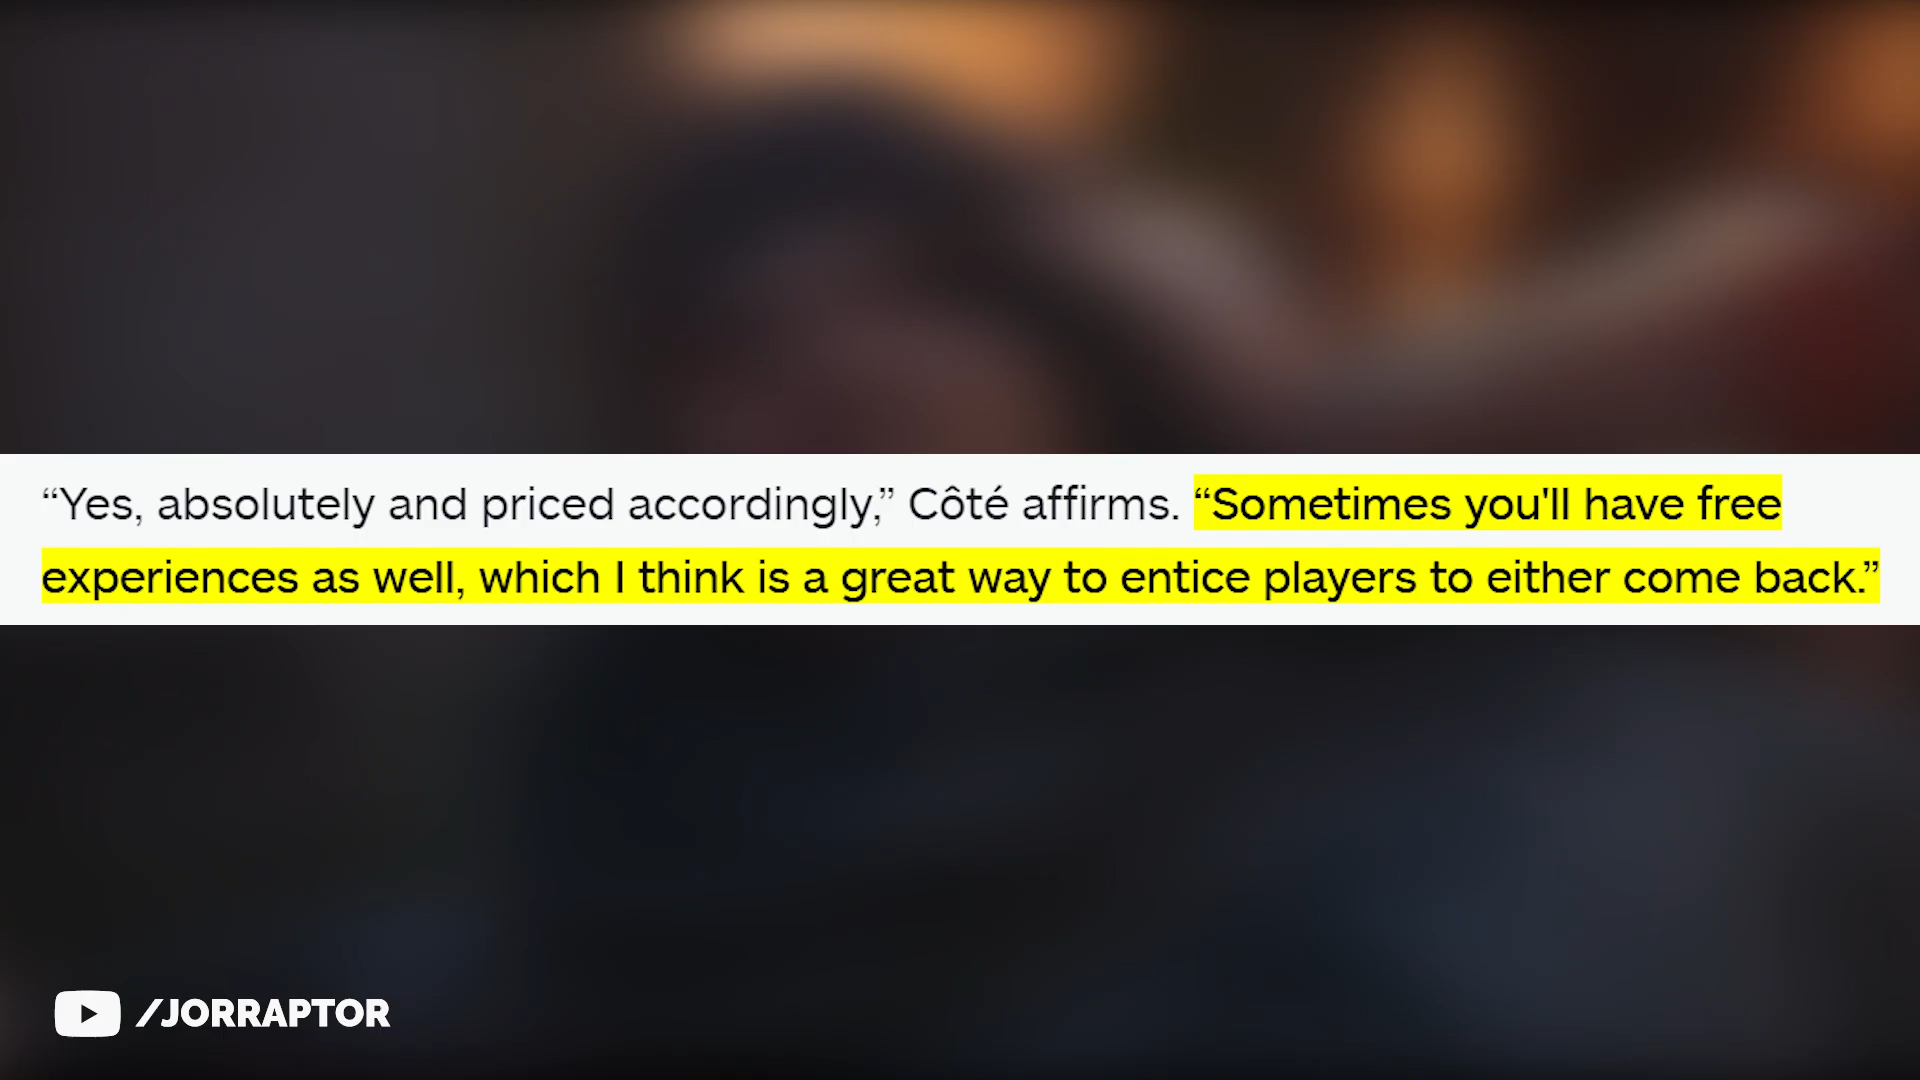 “Yes, absolutely and priced accordingly,” Côté affirms. “Sometimes you'll have free
experiences as well, which I think is a great way to entice players to either come back.”
/JORRAPTOR